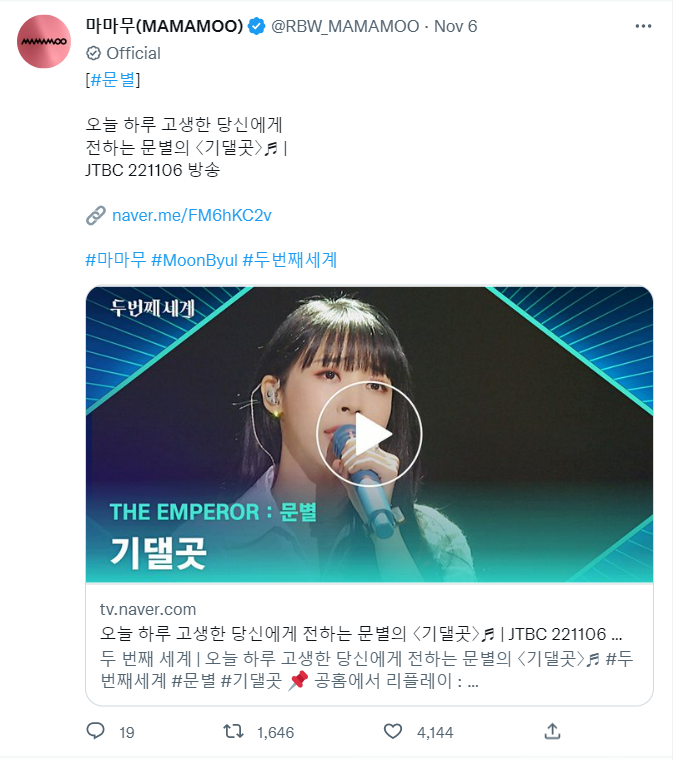 MAMAMOO
마마무(MAMAMOO) @RBW_MAMAMOO · Nov 6
Official
[#문별]
오늘 하루 고생한 당신에게
전하는 문별의 〈기댈곳〉♬ |
JTBC 221106 방송
naver.me/FM6hKC2v
#마마무 #MoonByul #두번째세계
두번째세계
THE EMPEROR : 문별
기댈곳
tv.naver.com
오늘 하루 고생한 당신에게 전하는 문별의 〈기댈곳〉♬ | JTBC 221106 ...
두 번째 세계 | 오늘 하루 고생한 당신에게 전하는 문별의 〈기댈곳〉♬ #두
번째세계 #문별 #기댈곳 📌 공홈에서 리플레이 : ...
19 1,646 4,144